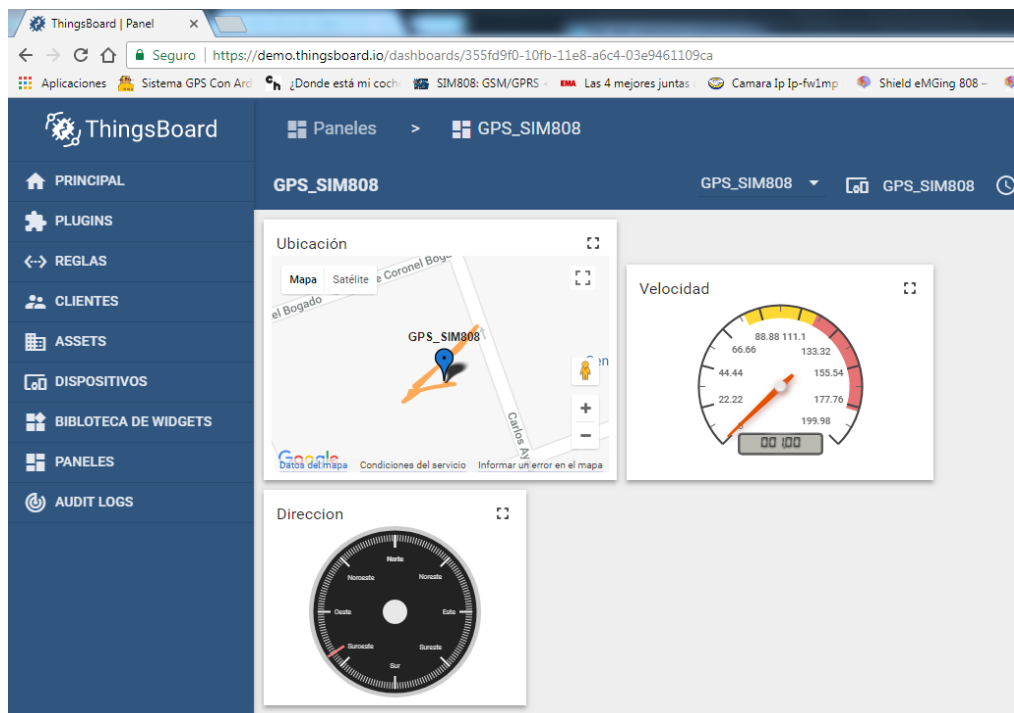 ThingsBoard | Panel
Seguro | https://demo.thingsboard.io/dashboards/355fd9f0-10fb-11e8-a6c4-03e9461109ca
Aplicaciones Sistema GPS Con Ard ¿Donde está mi coch SIM808: GSM/GPRS - EMA Las 4 mejores juntas Camara Ip Ip-fw1mp Shield eMGing 808 –
ThingsBoard
Paneles > GPS_SIM808
GPS_SIM808
GPS_SIM808 GPS_SIM808
PRINCIPAL
PLUGINS
REGLAS
CLIENTES
ASSETS
DISPOSITIVOS
BIBLIOTECA DE WIDGETS
PANELES
AUDIT LOGS
Ubicación
Mapa Satélite
e Coronel Bog
el Bogado
GPS_SIM808
Carlos Ay
Google
Datos del mapa Condiciones del servicio Informar un error en el mapa
Velocidad
88.88 111.1
66.66 133.32
44.44 155.54
22.22 177.76
0 199.98
001,00
Direccion
Norte
Noroeste Noreste
Oeste Este
Suroeste Sureste
Sur